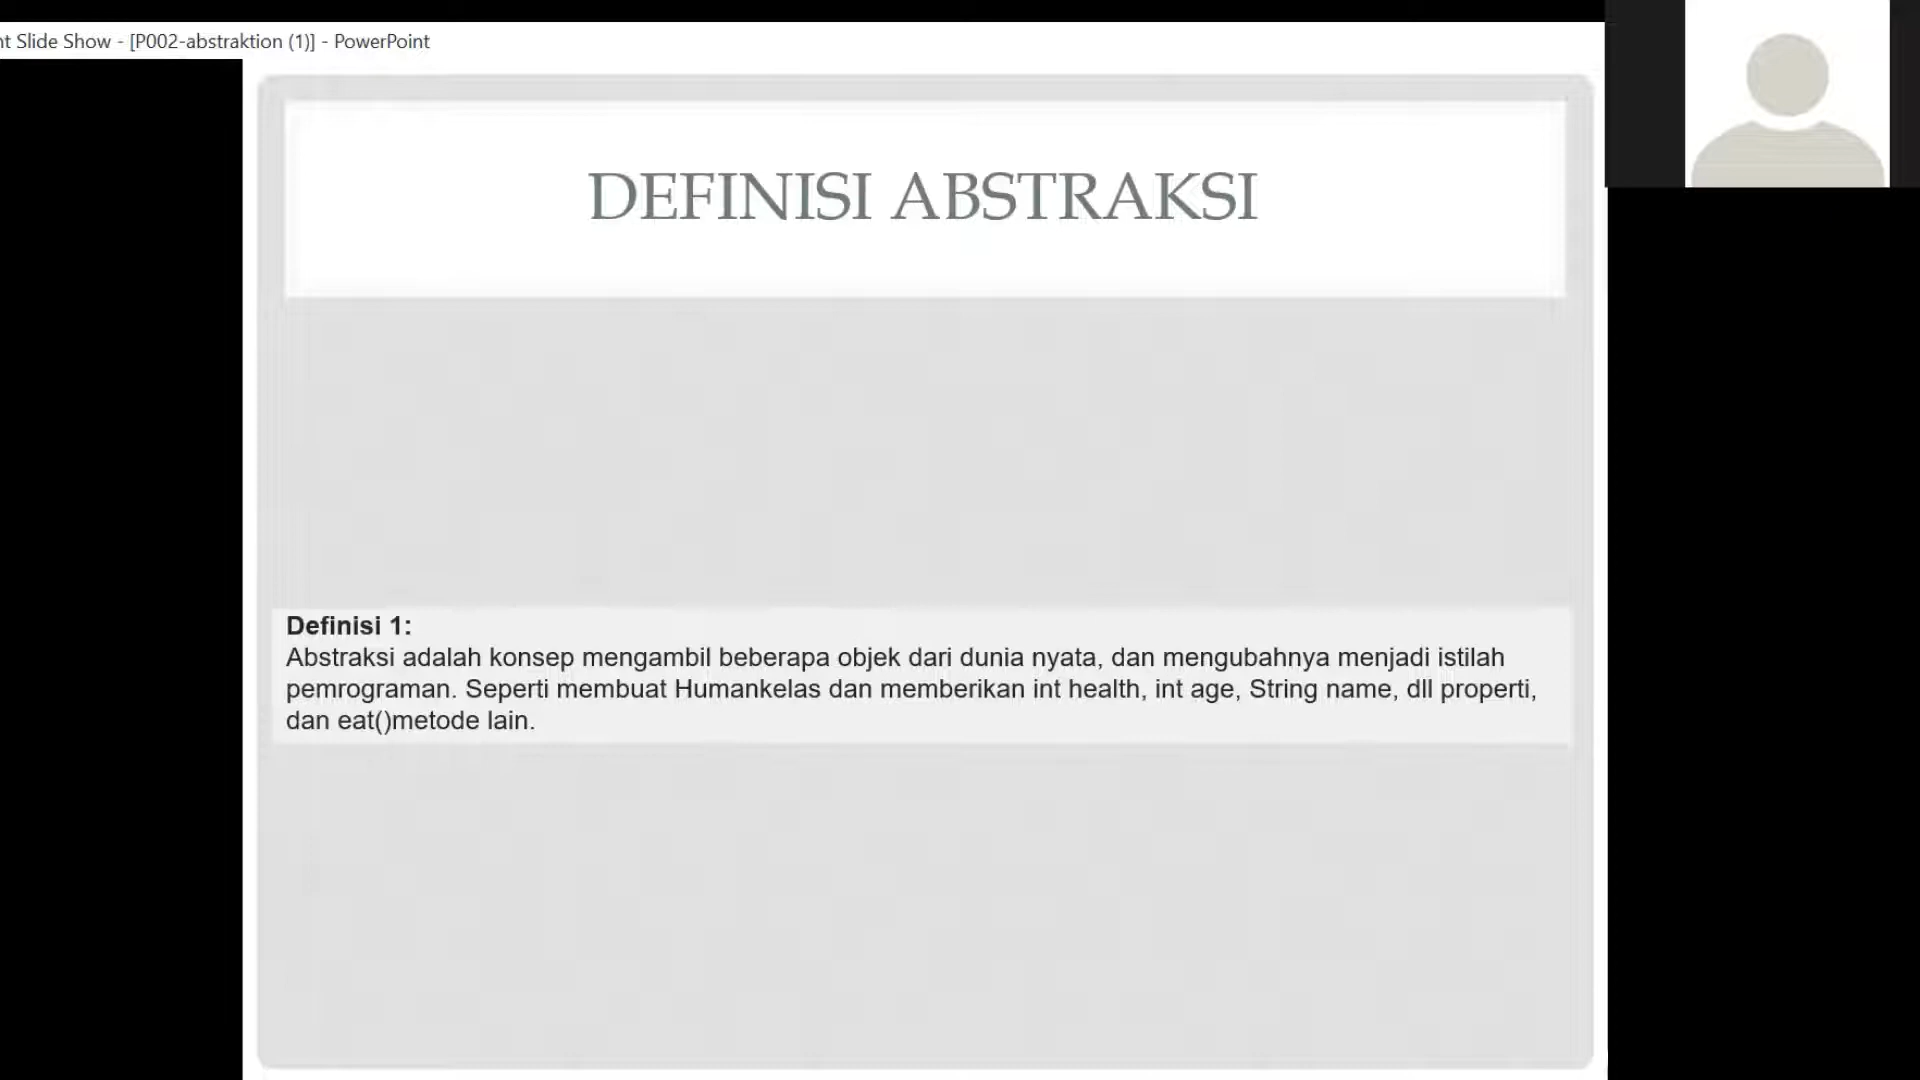 nt Slide Show - [P002-abstraktion (1)] - PowerPoint
DEFINISI ABSTRAKSI
Definisi 1:
Abstraksi adalah konsep mengambil beberapa objek dari dunia nyata, dan mengubahnya menjadi istilah
pemrograman. Seperti membuat Humankelas dan memberikan int health, int age, String name, dll properti,
dan eat()metode lain.